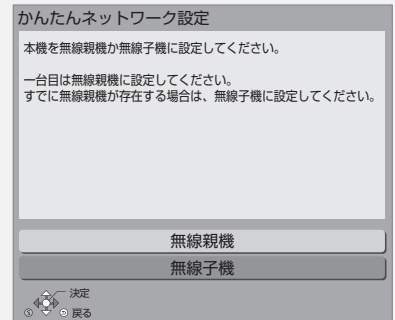 かんたんネットワーク設定
本機を無線親機か無線子機に設定してください。
一台目は無線親機に設定してください。
すでに無線親機が存在する場合は、無線子機に設定してください。
無線親機
無線子機
決定
S 戻る